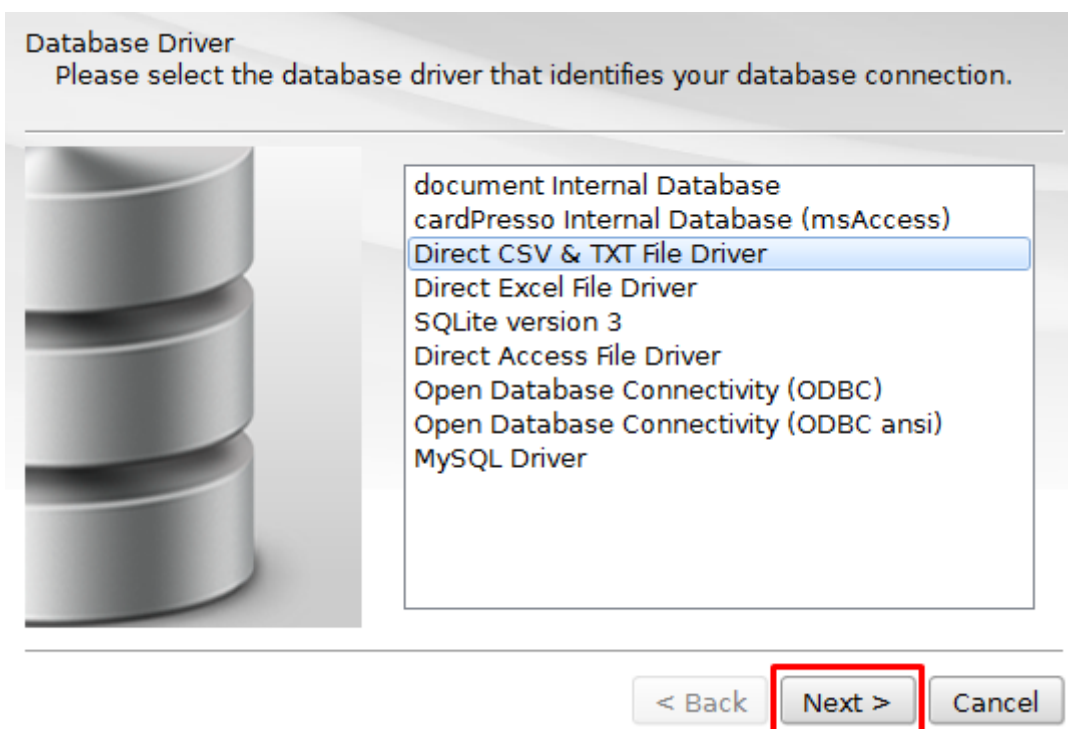 Database Driver
Please select the database driver that identifies your database connection.
document Internal Database
cardPresso Internal Database (msAccess)
Direct CSV & TXT File Driver
Direct Excel File Driver
SQLite version 3
Direct Access File Driver
Open Database Connectivity (ODBC)
Open Database Connectivity (ODBC ansi)
MySQL Driver
< Back Next > Cancel